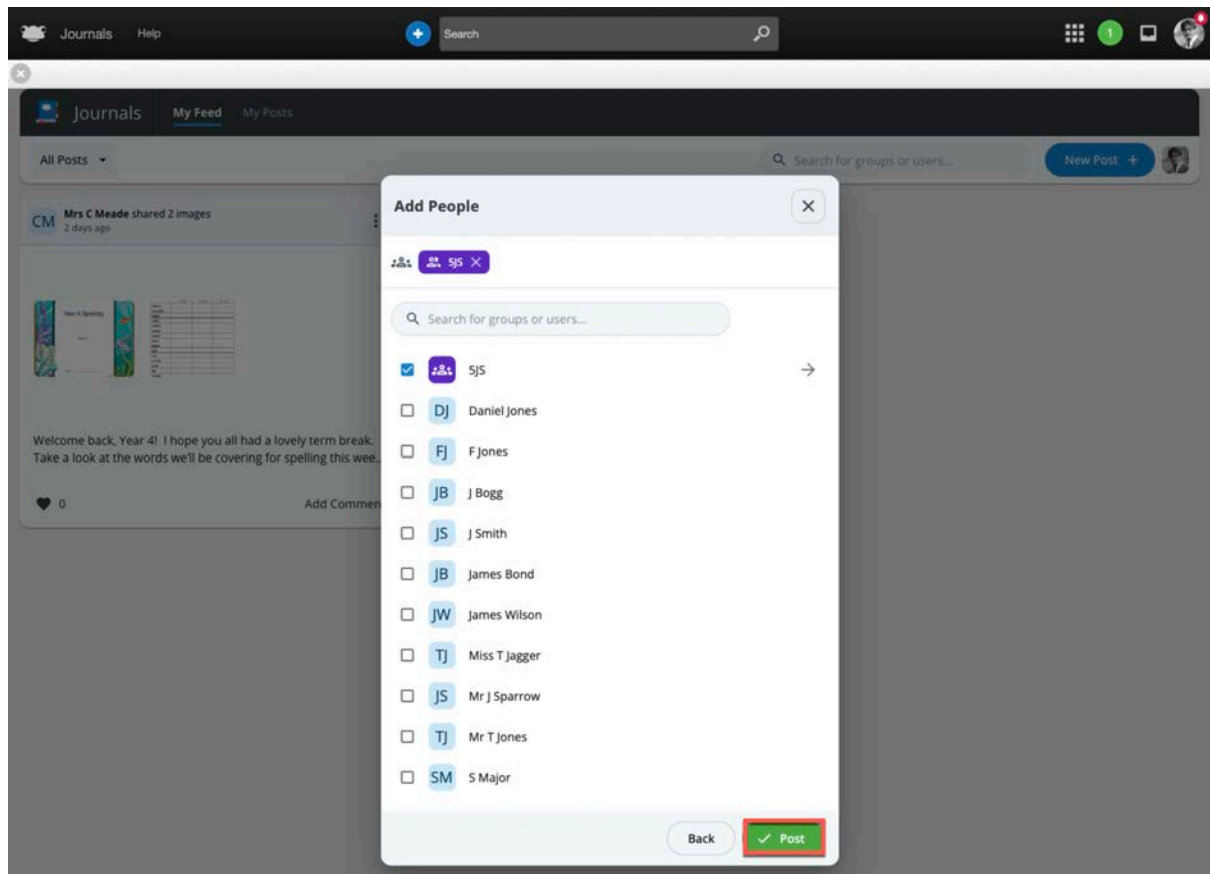 Journals Help Search 1
Journals My Feed My Posts
All Posts Search for groups or users... New Post +
CM Mrs C Meade shared 2 images
2 days ago
Year 4 Spelling
Welcome back, Year 4! I hope you all had a lovely term break.
Take a look at the words we'll be covering for spelling this wee...
0 Add Commen
Add People
5JS
Search for groups or users...
5JS
DJ Daniel Jones
FJ F Jones
JB J Bogg
JS J Smith
JB James Bond
JW James Wilson
TJ Miss T Jagger
JS Mr J Sparrow
TJ Mr T Jones
SM S Major
Back Post